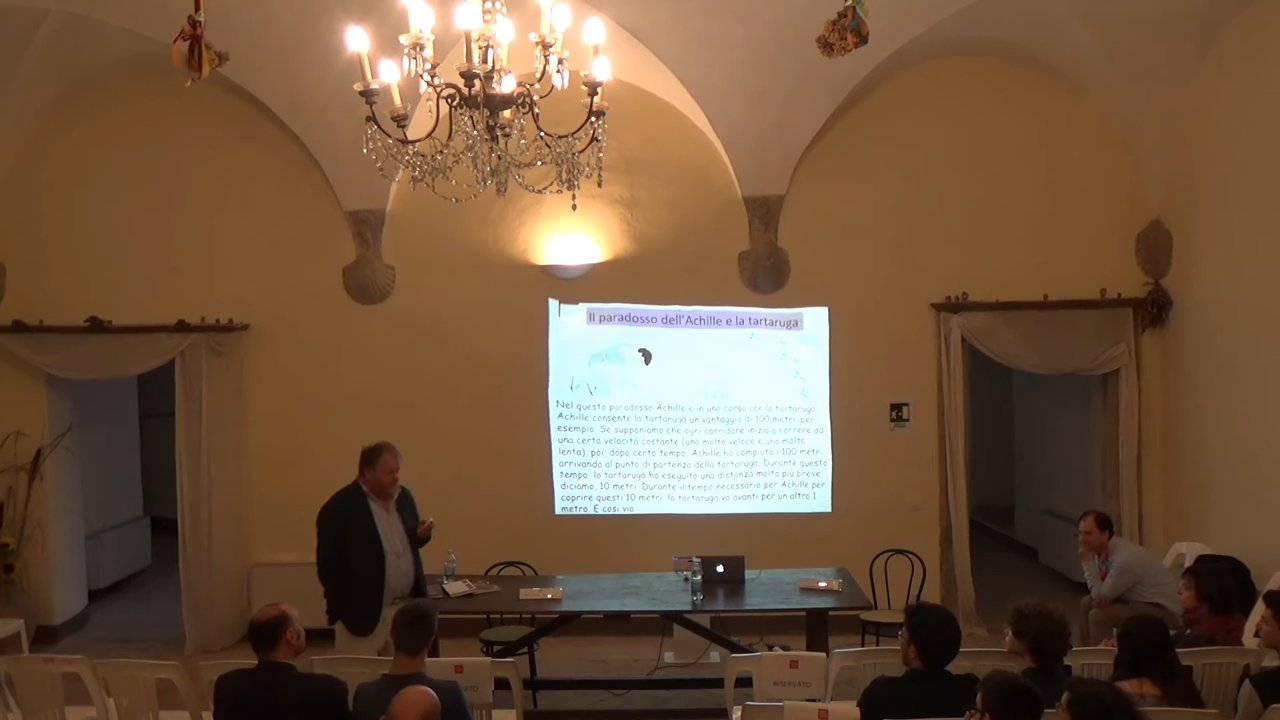 Il paradosso dell'Achille e la tartaruga
Nel questo paradosso Achille è in una corsa con la tartaruga.
Achille consente la tartaruga un vantaggio di 100 metri, per
esempio. Se supponiamo che ogni corridore inizia a correre ad
una certa velocità costante (uno molto veloce e uno molto
lento), poi, dopo certo tempo, Achille ha compiuto i 100 metri
arrivando al punto di partenza della tartaruga. Durante questo
tempo, la tartaruga ha eseguito una distanza molto più breve
diciamo, 10 metri. Durante il tempo necessario per Achille per
coprire questi 10 metri, la tartaruga va avanti per un altro 1
metro. E così via
RISERVATO